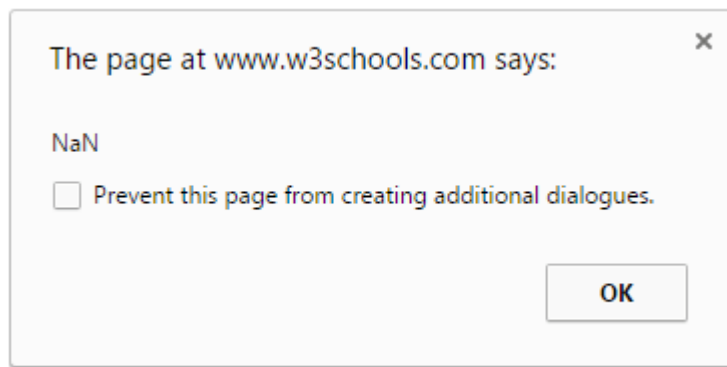 The page at www.w3schools.com says:
NaN
Prevent this page from creating additional dialogues.
OK